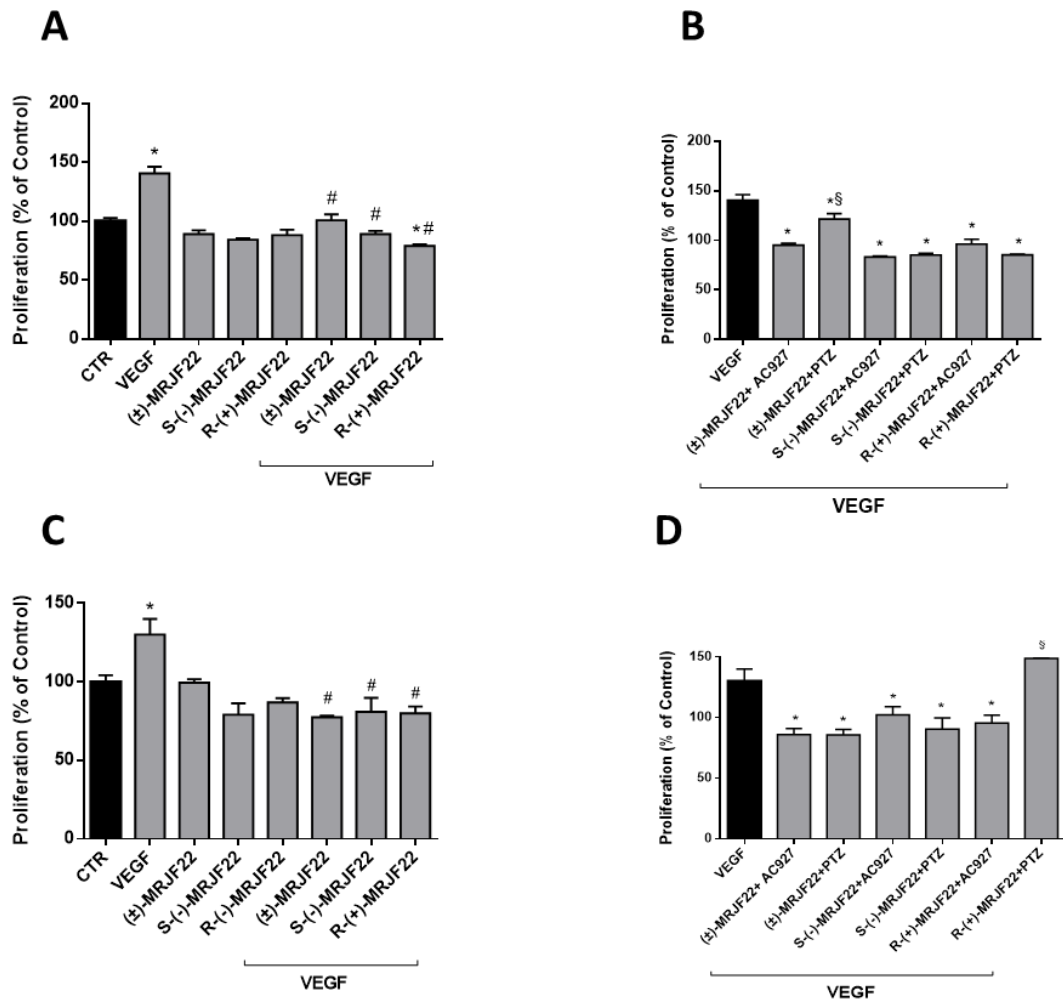 A
Proliferation (% of Control)
200
150
100
50
0
*
#
#
*#
CTR
VEGF
(±)-MRJF22
S-(-)-MRJF22
R-(+)-MRJF22
(±)-MRJF22
S-(-)-MRJF22
R-(+)-MRJF22
VEGF
B
Proliferation (% of Control)
200
150
100
50
0
*
*§
*
*
*
*
VEGF
(±)-MRJF22+ AC927
(±)-MRJF22+PTZ
S-(-)-MRJF22+AC927
S-(-)-MRJF22+PTZ
R-(+)-MRJF22+AC927
R-(+)-MRJF22+PTZ
VEGF
C
Proliferation (% of Control)
150
100
50
0
*
#
#
#
CTR
VEGF
(±)-MRJF22
S-(-)-MRJF22
R-(-)-MRJF22
(±)-MRJF22
S-(-)-MRJF22
R-(+)-MRJF22
VEGF
D
Proliferation (% of Control)
150
100
50
0
*
*
*
*
*
§
VEGF
(±)-MRJF22+ AC927
(±)-MRJF22+PTZ
S-(-)-MRJF22+AC927
S-(-)-MRJF22+PTZ
R-(+)-MRJF22+AC927
R-(+)-MRJF22+PTZ
VEGF